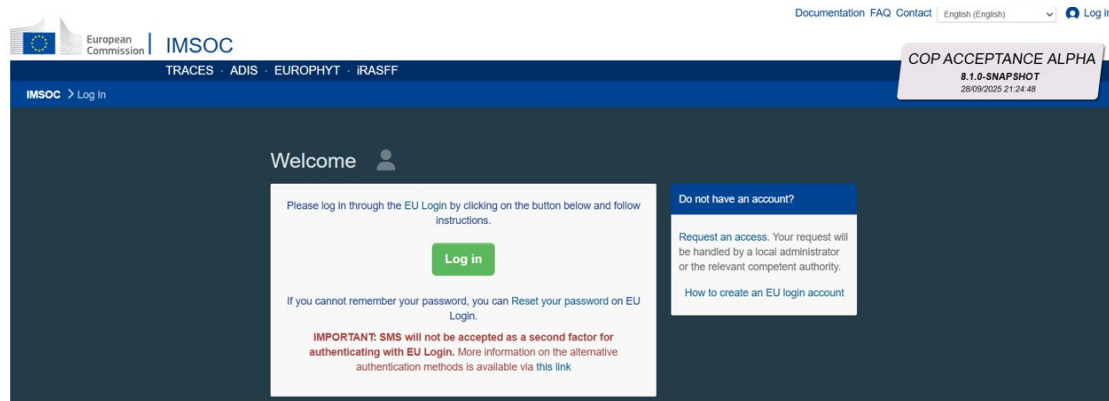 Documentation FAQ Contact English (English) Log in
European
Commission
IMSOC
COP ACCEPTANCE ALPHA
8.1.0-SNAPSHOT
28/09/2025 21:24:48
TRACES · ADIS · EUROPHYT · iRASFF
IMSOC > Log In
Welcome
Please log in through the EU Login by clicking on the button below and follow
instructions.
Log in
If you cannot remember your password, you can Reset your password on EU
Login.
IMPORTANT: SMS will not be accepted as a second factor for
authenticating with EU Login. More information on the alternative
authentication methods is available via this link
Do not have an account?
Request an access. Your request will
be handled by a local administrator
or the relevant competent authority.
How to create an EU login account